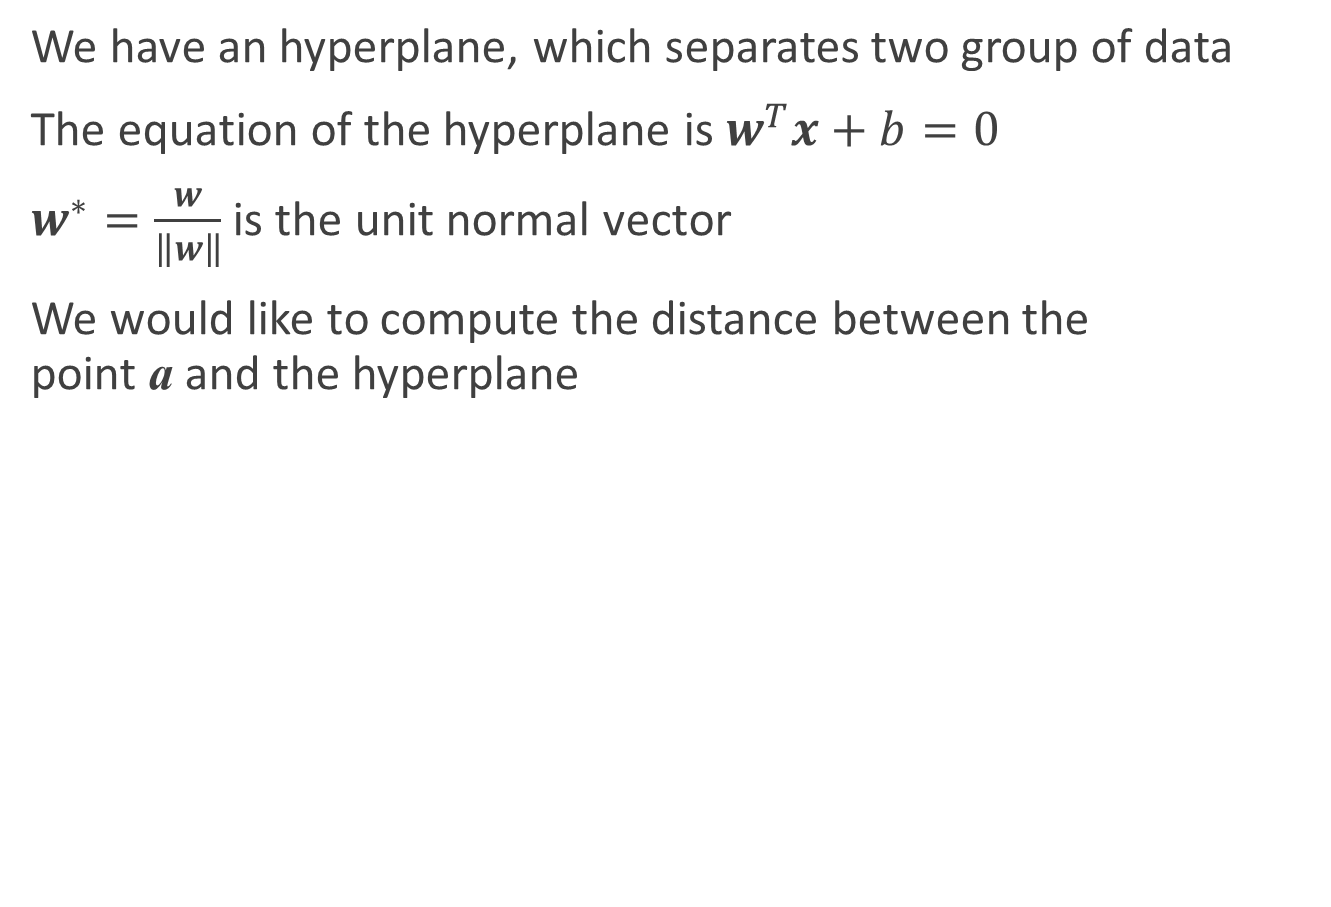 We have an hyperplane, which separates two group of data
The equation of the hyperplane is 𝒘ᵀ𝒙 + 𝑏 = 0
𝒘* = 𝒘/‖𝒘‖ is the unit normal vector
We would like to compute the distance between the
point 𝒂 and the hyperplane